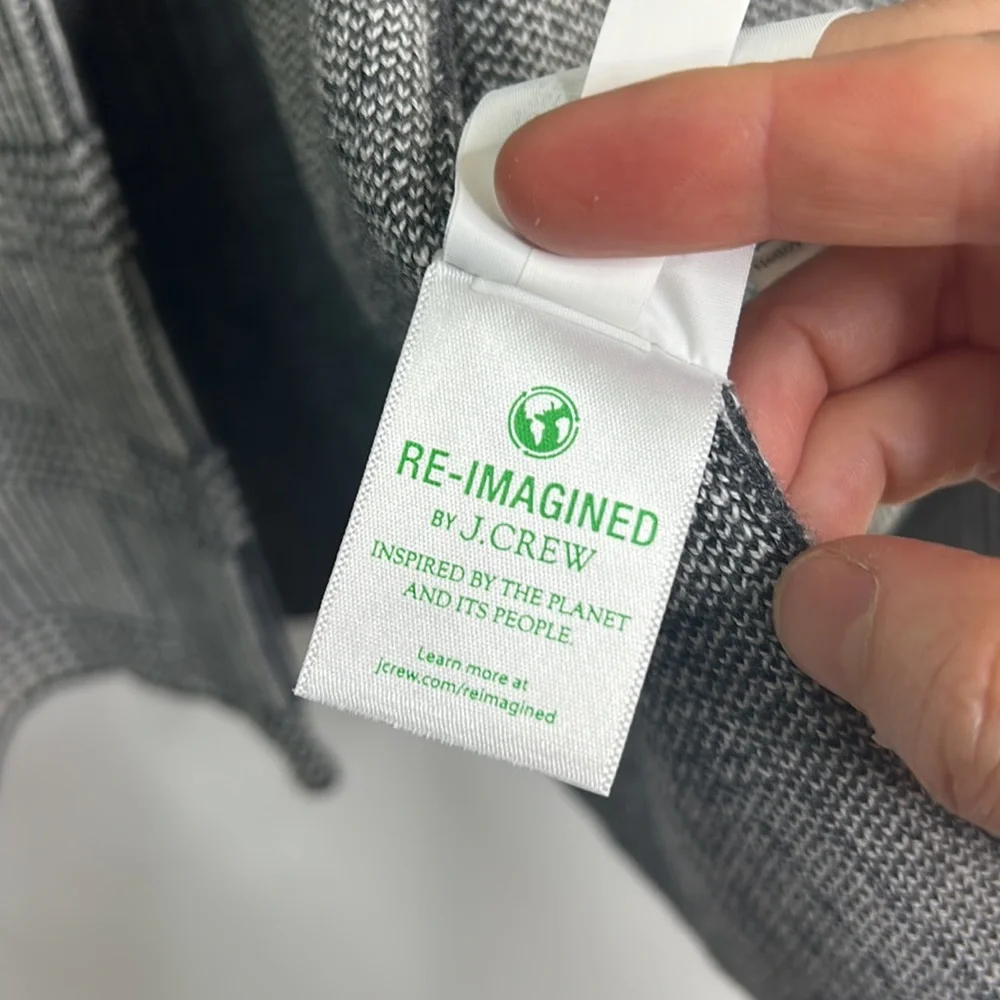 RE-IMAGINED
BY J.CREW
INSPIRED BY THE PLANET
AND ITS PEOPLE.
Learn more at
jcrew.com/reimagined